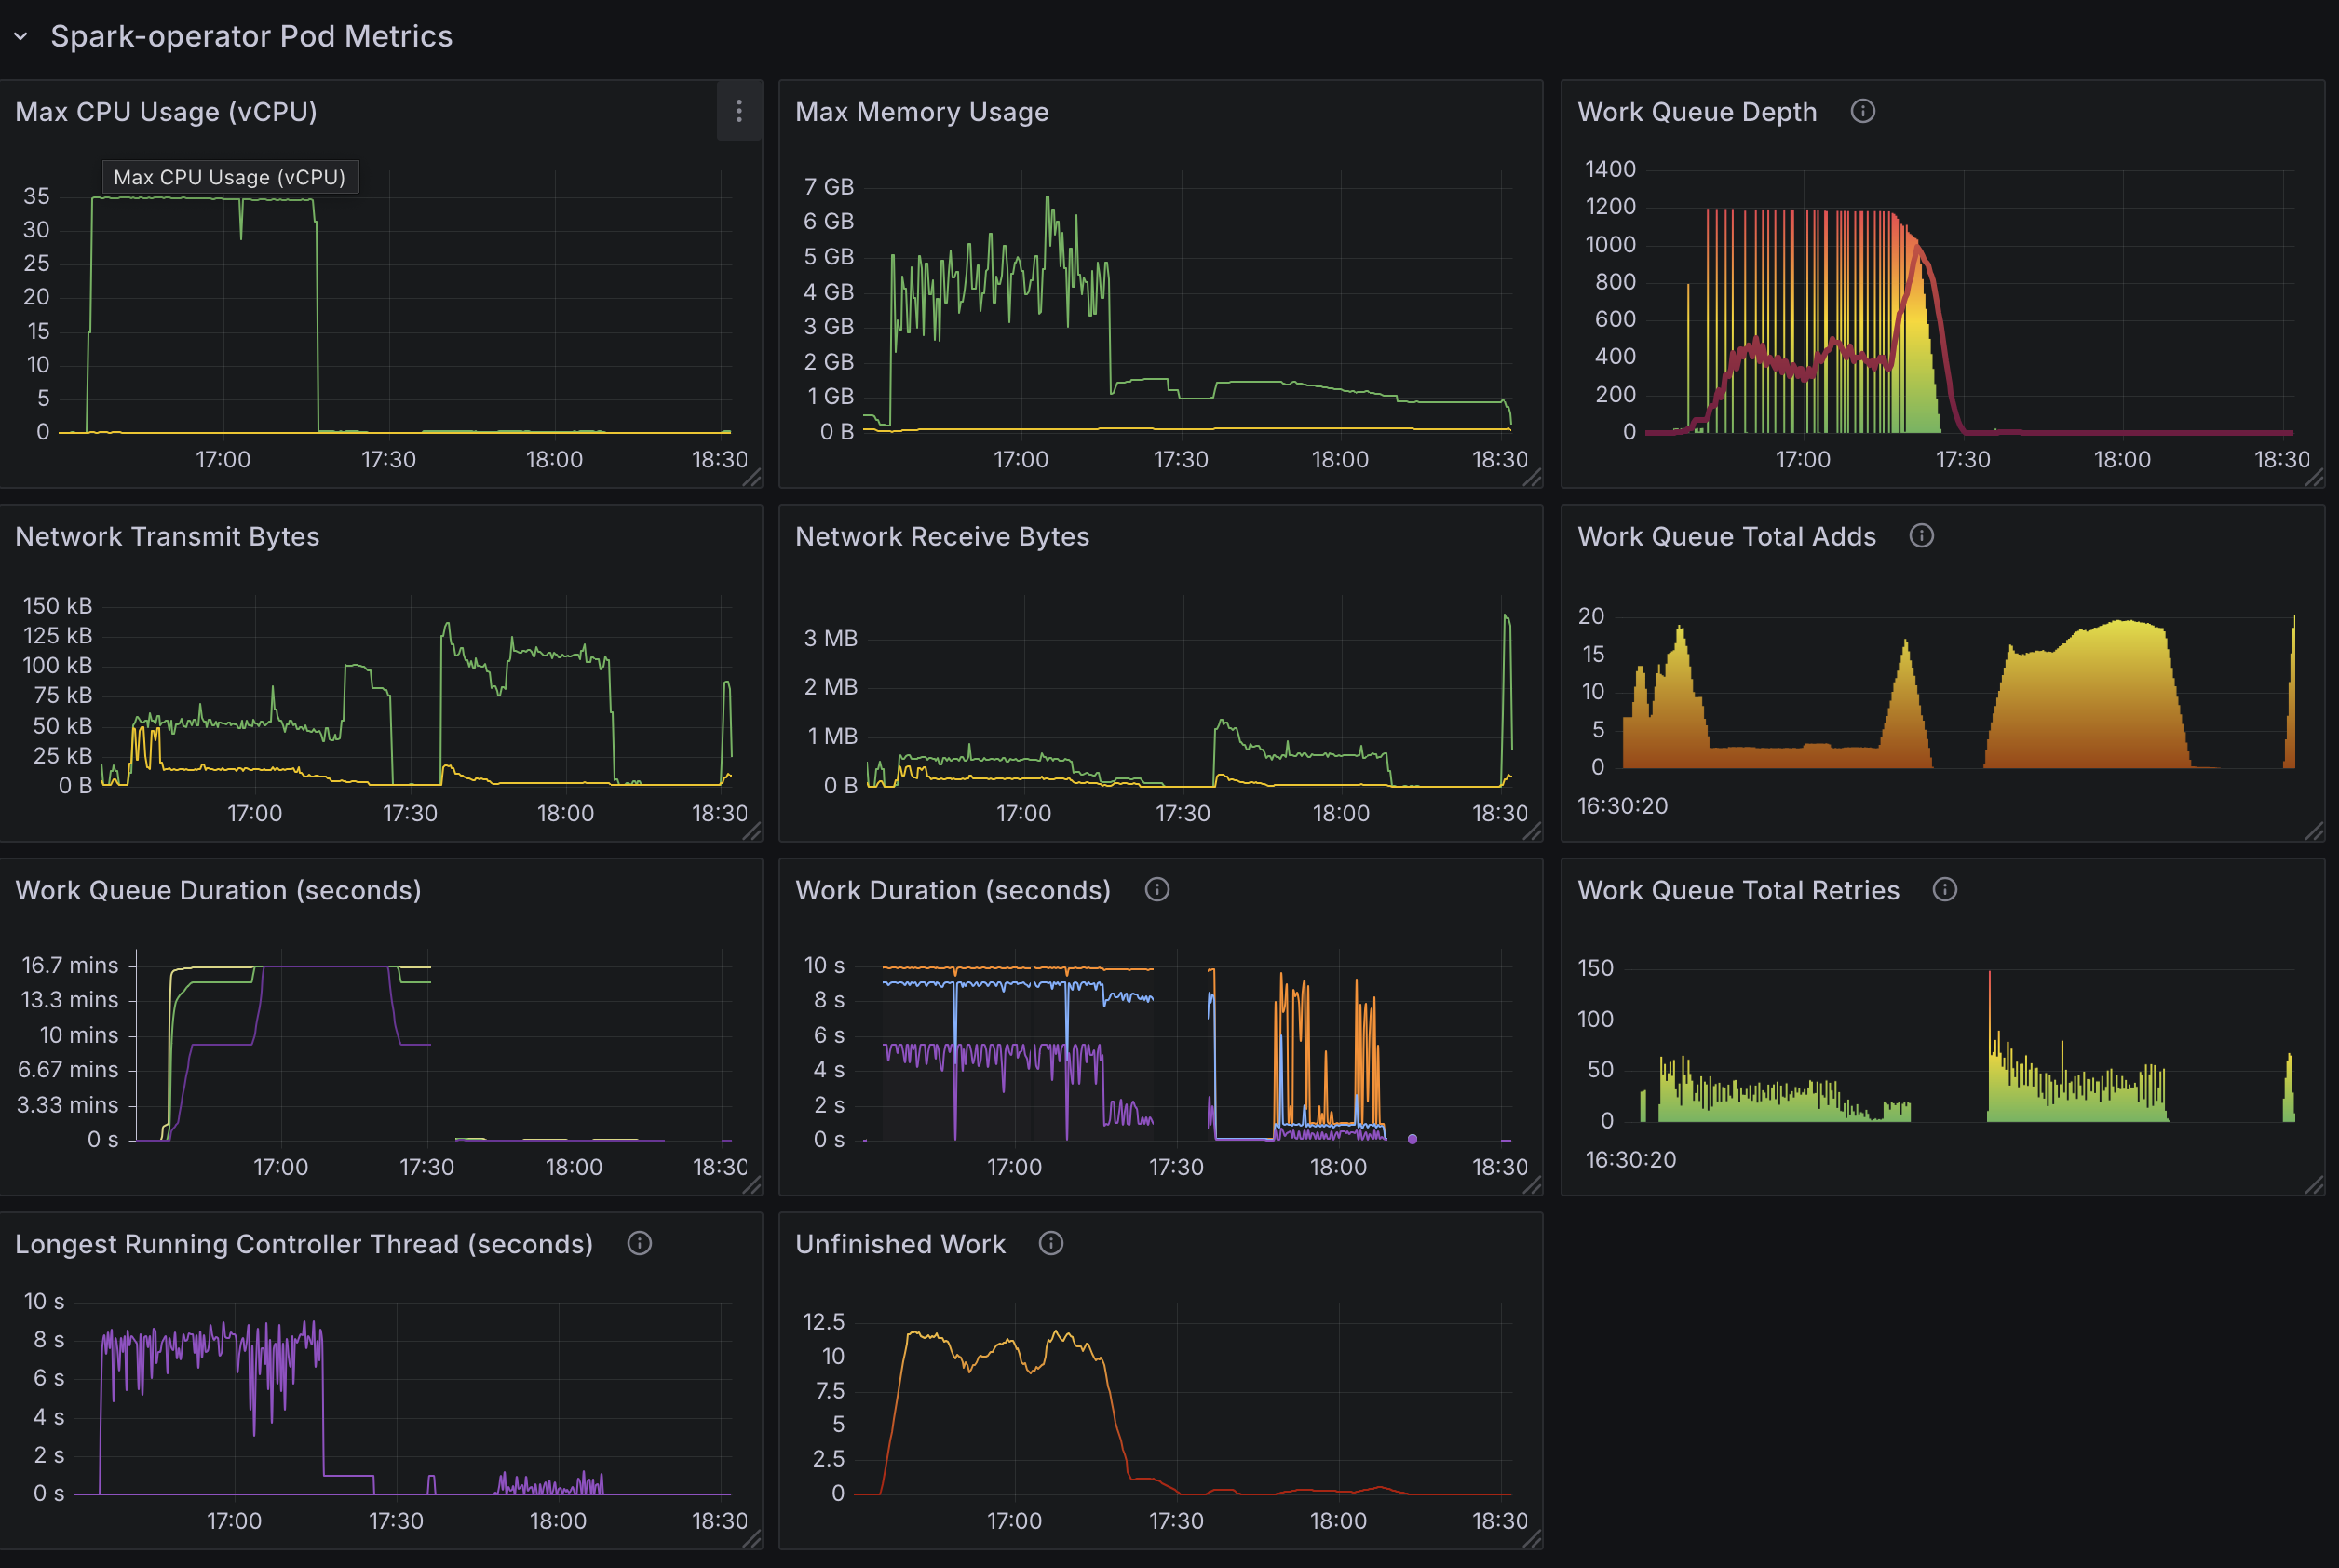 Spark-operator Pod Metrics
Max CPU Usage (vCPU)
Max CPU Usage (vCPU)
35
30
25
20
15
10
5
0
17:00 17:30 18:00 18:30
Max Memory Usage
7 GB
6 GB
5 GB
4 GB
3 GB
2 GB
1 GB
0 B
17:00 17:30 18:00 18:30
Work Queue Depth
1400
1200
1000
800
600
400
200
0
17:00 17:30 18:00 18:30
Network Transmit Bytes
150 kB
125 kB
100 kB
75 kB
50 kB
25 kB
0 B
17:00 17:30 18:00 18:30
Network Receive Bytes
3 MB
2 MB
1 MB
0 B
17:00 17:30 18:00 18:30
Work Queue Total Adds
20
15
10
5
0
16:30:20
Work Queue Duration (seconds)
16.7 mins
13.3 mins
10 mins
6.67 mins
3.33 mins
0 s
17:00 17:30 18:00 18:30
Work Duration (seconds)
10 s
8 s
6 s
4 s
2 s
0 s
17:00 17:30 18:00 18:30
Work Queue Total Retries
150
100
50
0
16:30:20
Longest Running Controller Thread (seconds)
10 s
8 s
6 s
4 s
2 s
0 s
17:00 17:30 18:00 18:30
Unfinished Work
12.5
10
7.5
5
2.5
0
17:00 17:30 18:00 18:30